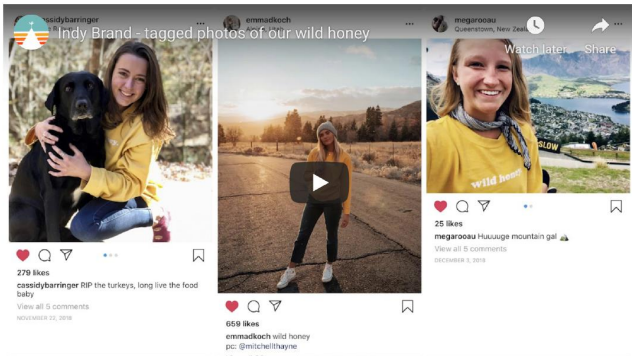 Indy Brand - tagged photos of our wild honey
Watch later
Share
cassidybarringer
279 likes
cassidybarringer RIP the turkeys, long live the food
baby
View all 5 comments
NOVEMBER 22, 2018
emmadkoch
659 likes
emmadkoch wild honey
pc: @mitchellthayne
megarooau
Queenstown, New Zeal
SLOW
wild hone
25 likes
megarooau Huuuuge mountain gal ⛰️
View all 5 comments
DECEMBER 3, 2018